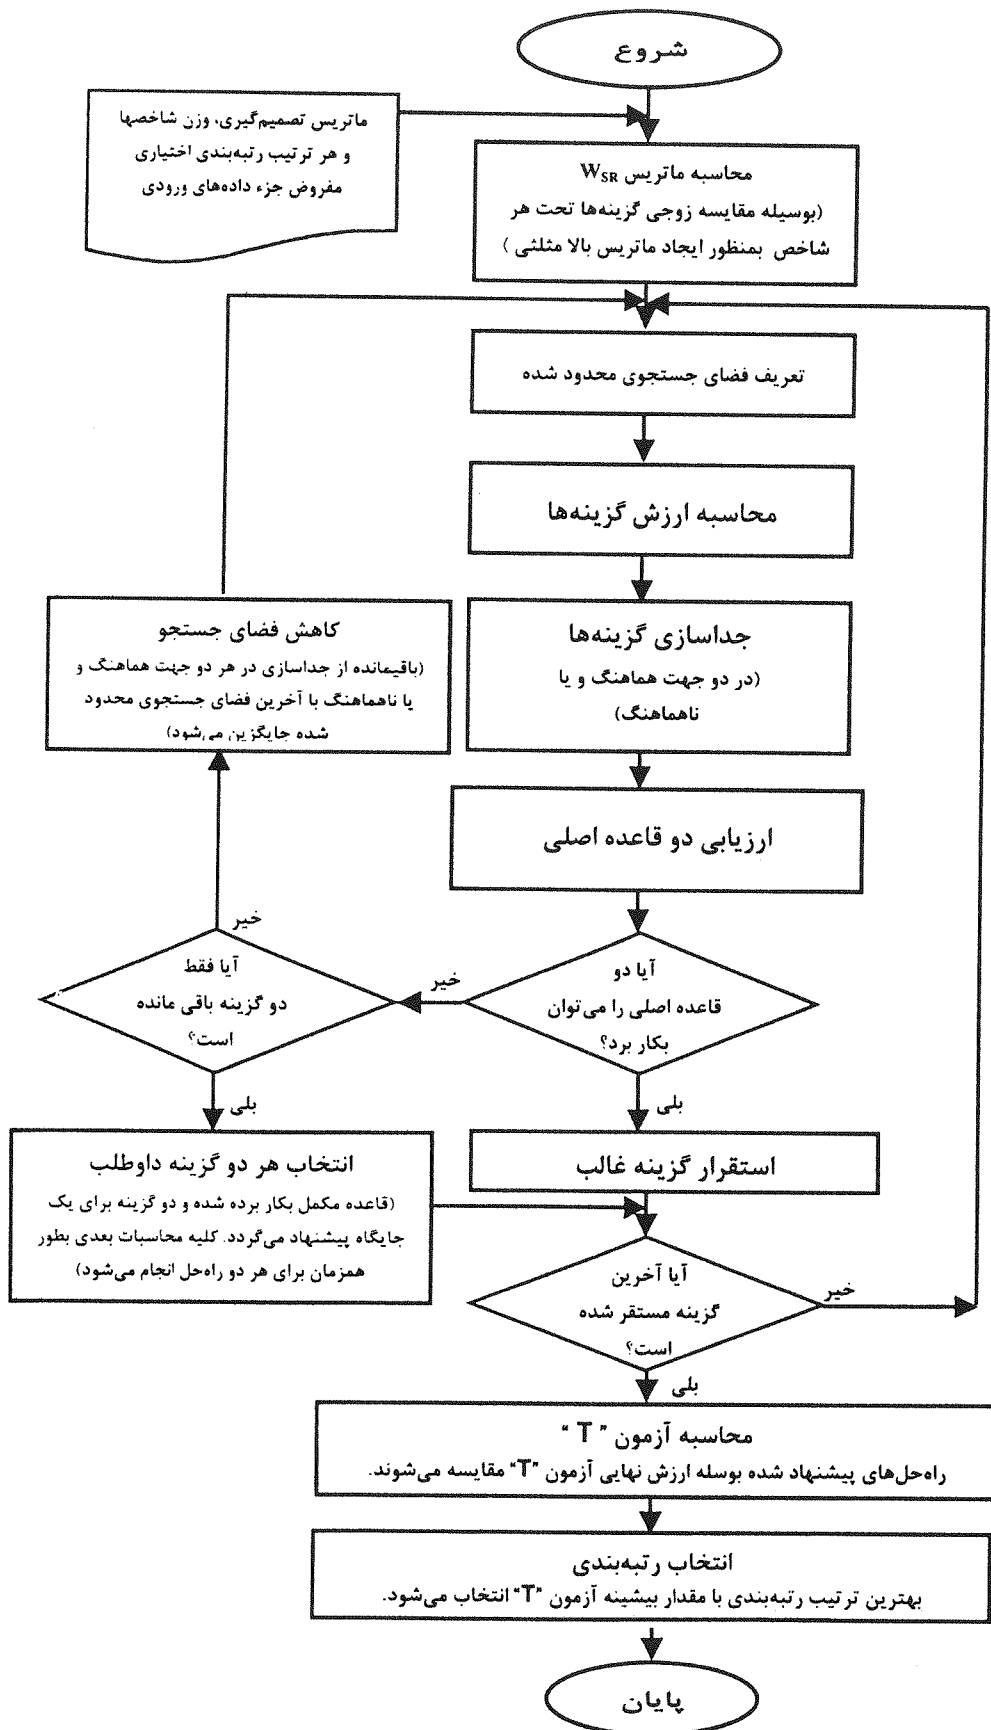 شروع
ماتریس تصمیم‌گیری، وزن شاخصها
و هر ترتیب رتبه‌بندی اختیاری
مفروض جزء داده‌های ورودی
محاسبه ماتریس WSR
(بوسیله مقایسه زوجی گزینه‌ها تحت هر
شاخص بمنظور ایجاد ماتریس بالا مثلثی )
تعریف فضای جستجوی محدود شده
محاسبه ارزش گزینه‌ها
جداسازی گزینه‌ها
(در دو جهت هماهنگ و یا
ناهماهنگ)
کاهش فضای جستجو
(باقیمانده از جداسازی در هر دو جهت هماهنگ و
یا ناهماهنگ با آخرین فضای جستجوی محدود
شده جایگزین می‌شود)
ارزیابی دو قاعده اصلی
آیا دو
قاعده اصلی را می‌توان
بکار برد؟
خیر
آیا فقط
دو گزینه باقی مانده
است؟
خیر
بلی
بلی
استقرار گزینه غالب
انتخاب هر دو گزینه داوطلب
(قاعده مکمل بکار برده شده و دو گزینه برای یک
جایگاه پیشنهاد می‌گردد. کلیه محاسبات بعدی بطور
همزمان برای هر دو راه‌حل انجام می‌شود)
آیا آخرین
گزینه مستقر شده
است؟
خیر
بلی
محاسبه آزمون " T "
راه‌حل‌های پیشنهاد شده بوسله ارزش نهایی آزمون "T" مقایسه می‌شوند.
انتخاب رتبه‌بندی
بهترین ترتیب رتبه‌بندی با مقدار بیشینه آزمون "T" انتخاب می‌شود.
پایان